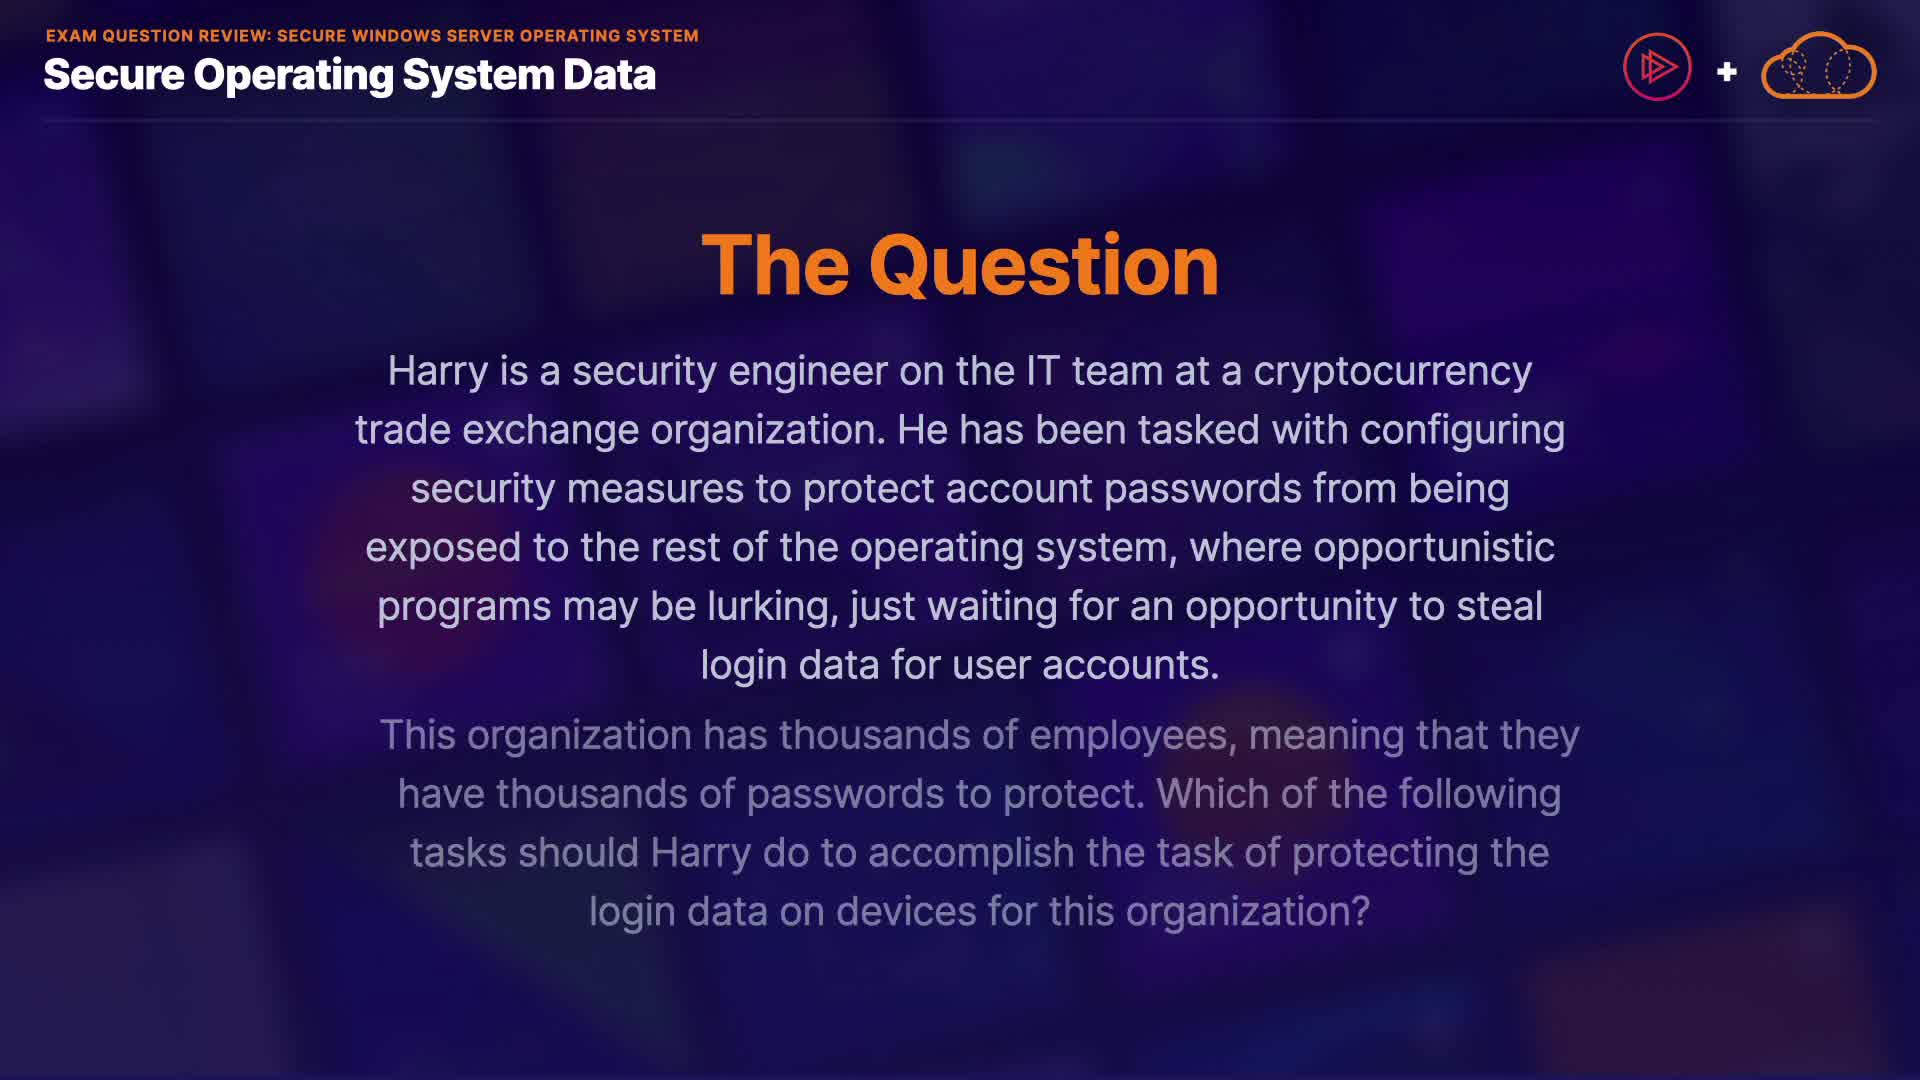 EXAM QUESTION REVIEW: SECURE WINDOWS SERVER OPERATING SYSTEM
Secure Operating System Data
+
The Question
Harry is a security engineer on the IT team at a cryptocurrency
trade exchange organization. He has been tasked with configuring
security measures to protect account passwords from being
exposed to the rest of the operating system, where opportunistic
programs may be lurking, just waiting for an opportunity to steal
login data for user accounts.
This organization has thousands of employees, meaning that they
have thousands of passwords to protect. Which of the following
tasks should Harry do to accomplish the task of protecting the
login data on devices for this organization?